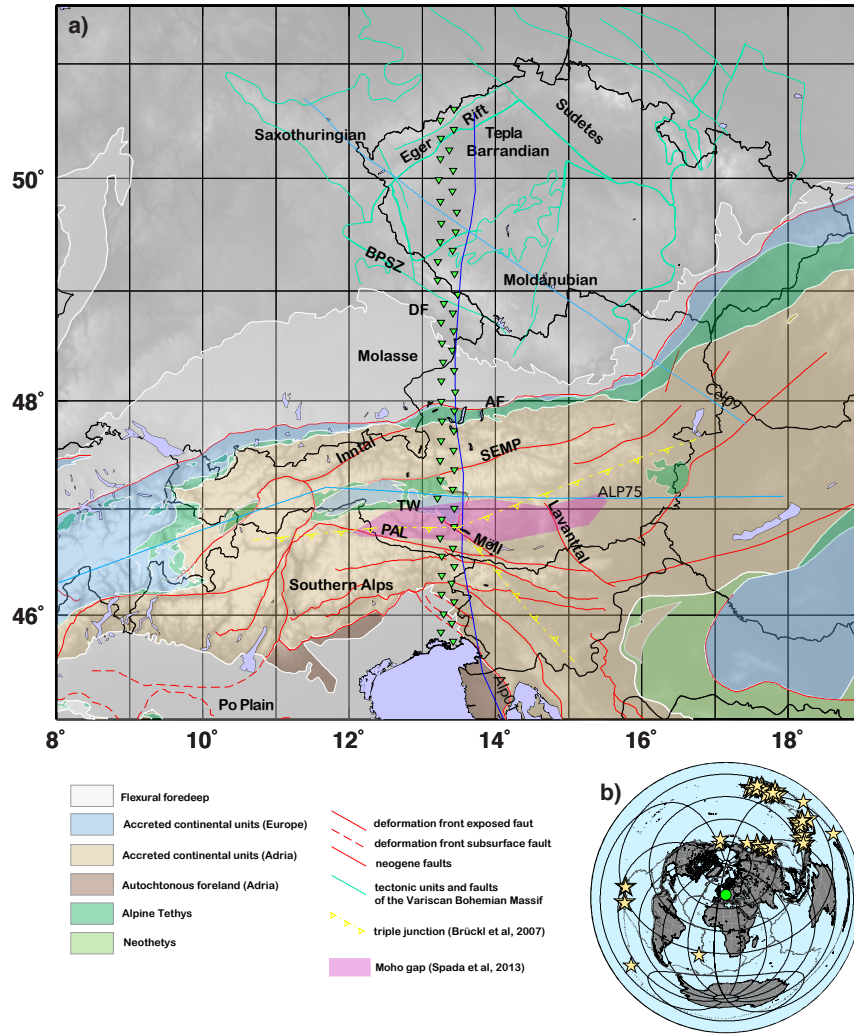 a)
Saxothuringian
Eger
Rift
Tepla
Barrandian
Sudetes
50°
BPSZ
Moldanubian
DF
Molasse
48°
AF
Cel09
Inntal
SEMP
ALP75
TW
PAL
Möll
Lavanttal
Southern Alps
46°
Po Plain
Alp0
8
10
12
14
16
18
Flexural foredeep
Accreted continental units (Europe)
Accreted continental units (Adria)
Autochtonous foreland (Adria)
Alpine Tethys
Neothetys
deformation front exposed faut
deformation front subsurface fault
neogene faults
tectonic units and faults
of the Variscan Bohemian Massif
triple junction (Brückl et al, 2007)
Moho gap (Spada et al, 2013)
b)